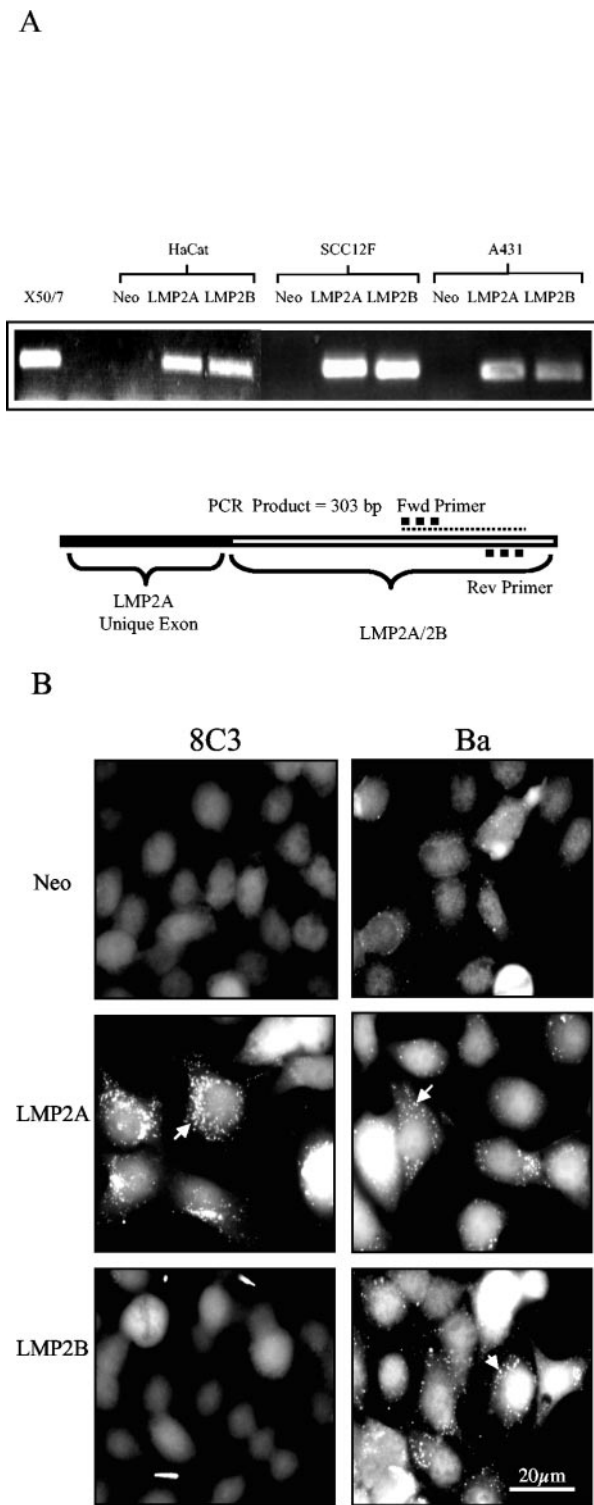 A
HaCat SCC12F A431
X50/7 Neo LMP2A LMP2B Neo LMP2A LMP2B Neo LMP2A LMP2B
PCR Product = 303 bp Fwd Primer
Rev Primer
LMP2A
Unique Exon
LMP2A/2B
B
8C3 Ba
Neo
LMP2A
LMP2B
20µm